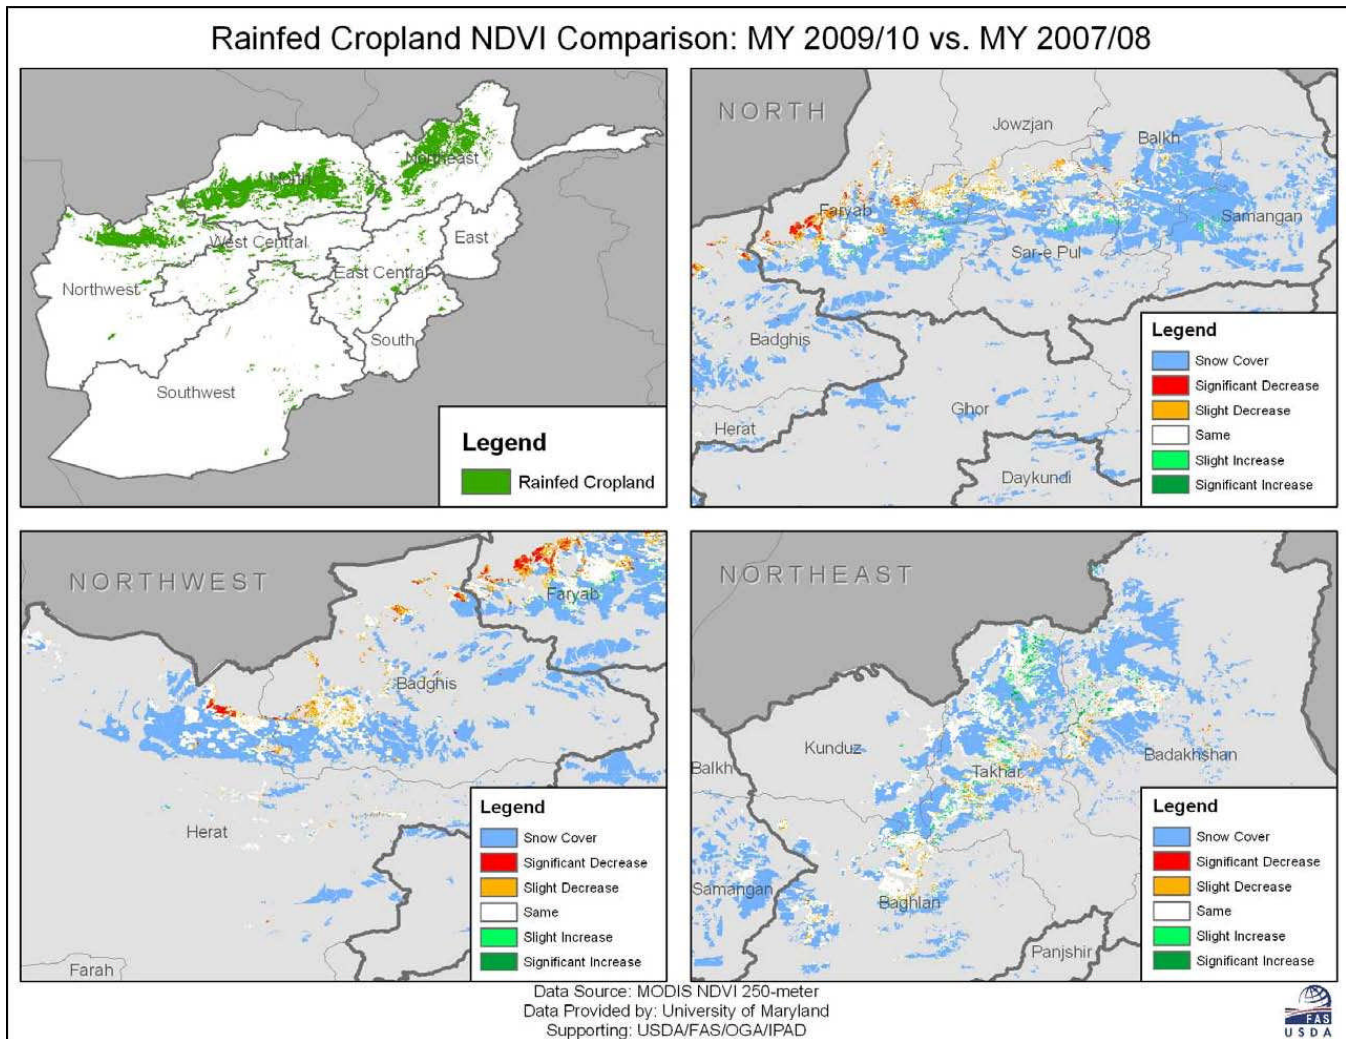 Rainfed Cropland NDVI Comparison: MY 2009/10 vs. MY 2007/08
Northeast
North
West Central
East
East Central
Northwest
South
Southwest
Legend
Rainfed Cropland
NORTH
Jowzjan
Balkh
Faryab
Samangan
Sar-e Pul
Badghis
Ghor
Herat
Daykundi
Legend
Snow Cover
Significant Decrease
Slight Decrease
Same
Slight Increase
Significant Increase
NORTHWEST
Faryab
Badghis
Herat
Farah
Legend
Snow Cover
Significant Decrease
Slight Decrease
Same
Slight Increase
Significant Increase
NORTHEAST
Kunduz
Badakhshan
Balkh
Takhar
Samangan
Baghlan
Panjshir
Legend
Snow Cover
Significant Decrease
Slight Decrease
Same
Slight Increase
Significant Increase
Data Source: MODIS NDVI 250-meter
Data Provided by: University of Maryland
Supporting: USDA/FAS/OGA/IPAD
FAS
USDA